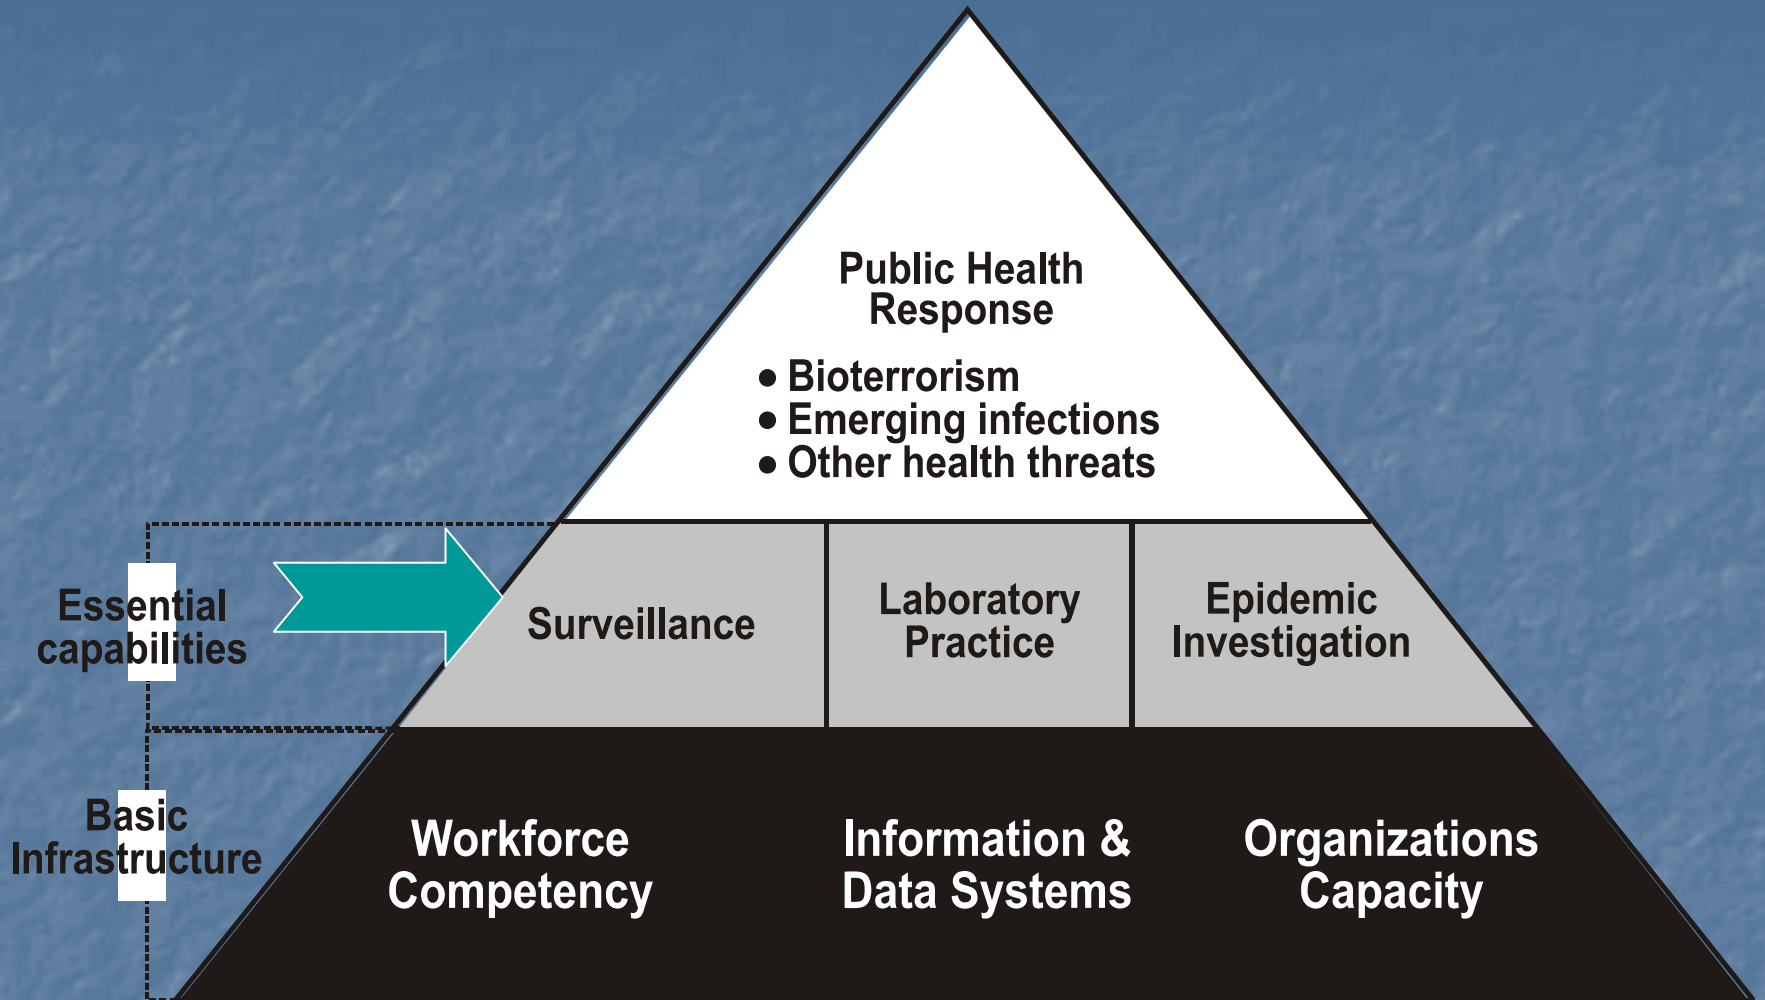 Public Health
Response
• Bioterrorism
• Emerging infections
• Other health threats
Essential
capabilities
Surveillance
Laboratory
Practice
Epidemic
Investigation
Basic
Infrastructure
Workforce
Competency
Information &
Data Systems
Organizations
Capacity